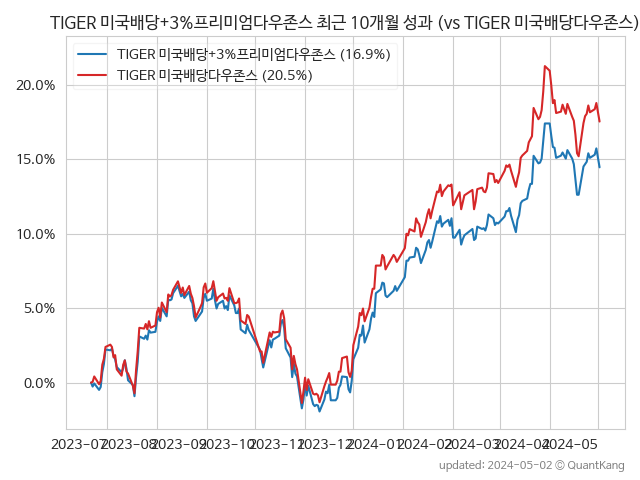 TIGER 미국배당+3%프리미엄다우존스 최근 10개월 성과 (vs TIGER 미국배당다우존스)
TIGER 미국배당+3%프리미엄다우존스 (16.9%)
TIGER 미국배당다우존스 (20.5%)
20.0%
15.0%
10.0%
5.0%
0.0%
2023-07 2023-08 2023-09 2023-10 2023-11 2023-12 2024-01 2024-02 2024-03 2024-04 2024-05
updated: 2024-05-02 © QuantKang